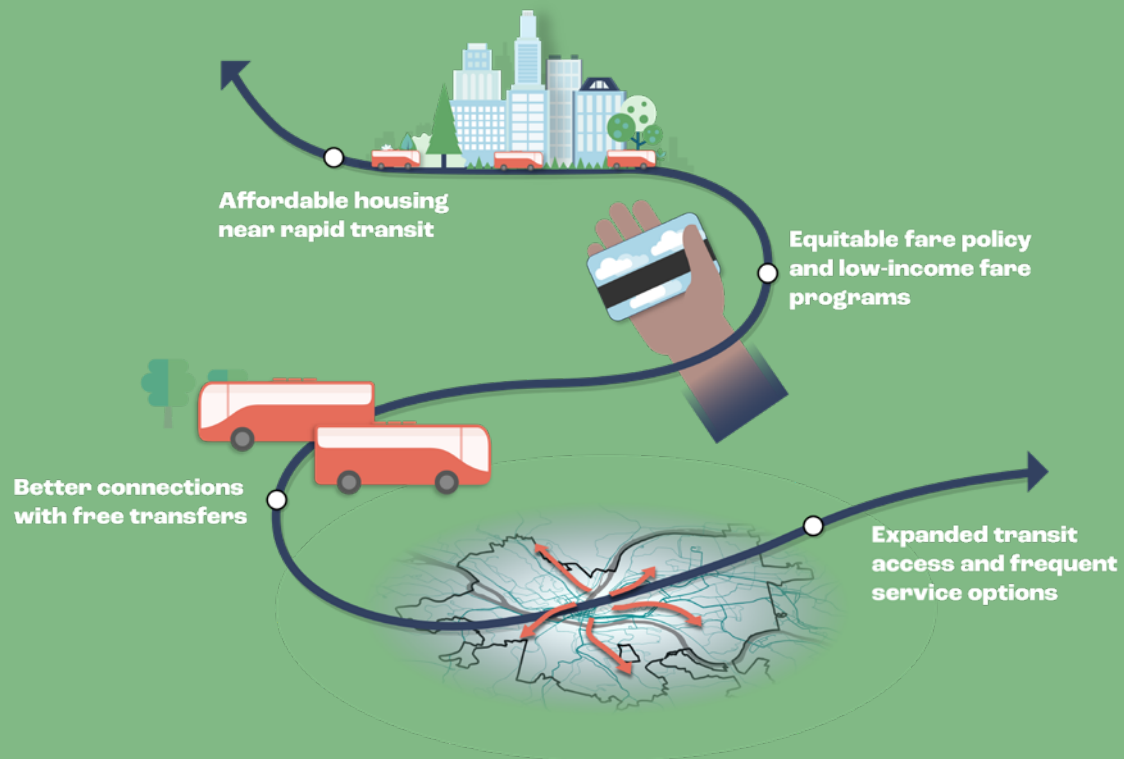 Affordable housing
near rapid transit
Equitable fare policy
and low-income fare
programs
Better connections
with free transfers
Expanded transit
access and frequent
service options